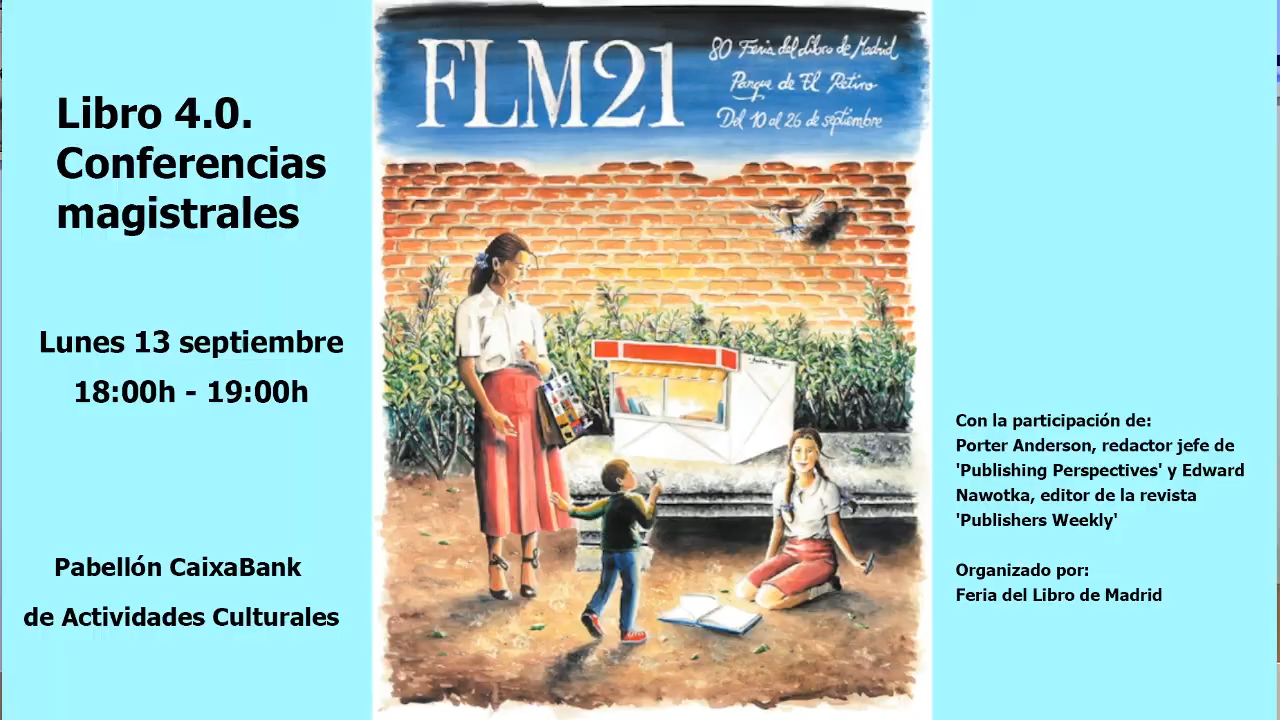 Libro 4.0.
Conferencias
magistrales
Lunes 13 septiembre
18:00h - 19:00h
Pabellón CaixaBank
de Actividades Culturales
FLM21
80 Feria del Libro de Madrid
Parque de El Retiro
Del 10 al 26 de septiembre
Con la participación de:
Porter Anderson, redactor jefe de
'Publishing Perspectives' y Edward
Nawotka, editor de la revista
'Publishers Weekly'
Organizado por:
Feria del Libro de Madrid